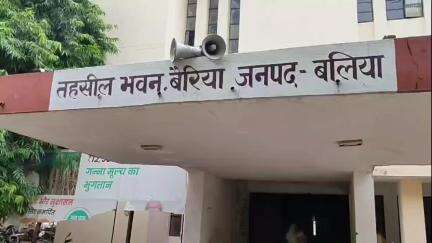 तहसील भवन, बैरिया, जनपद - बलिया
गन्ना मूल्य का
भुगतान